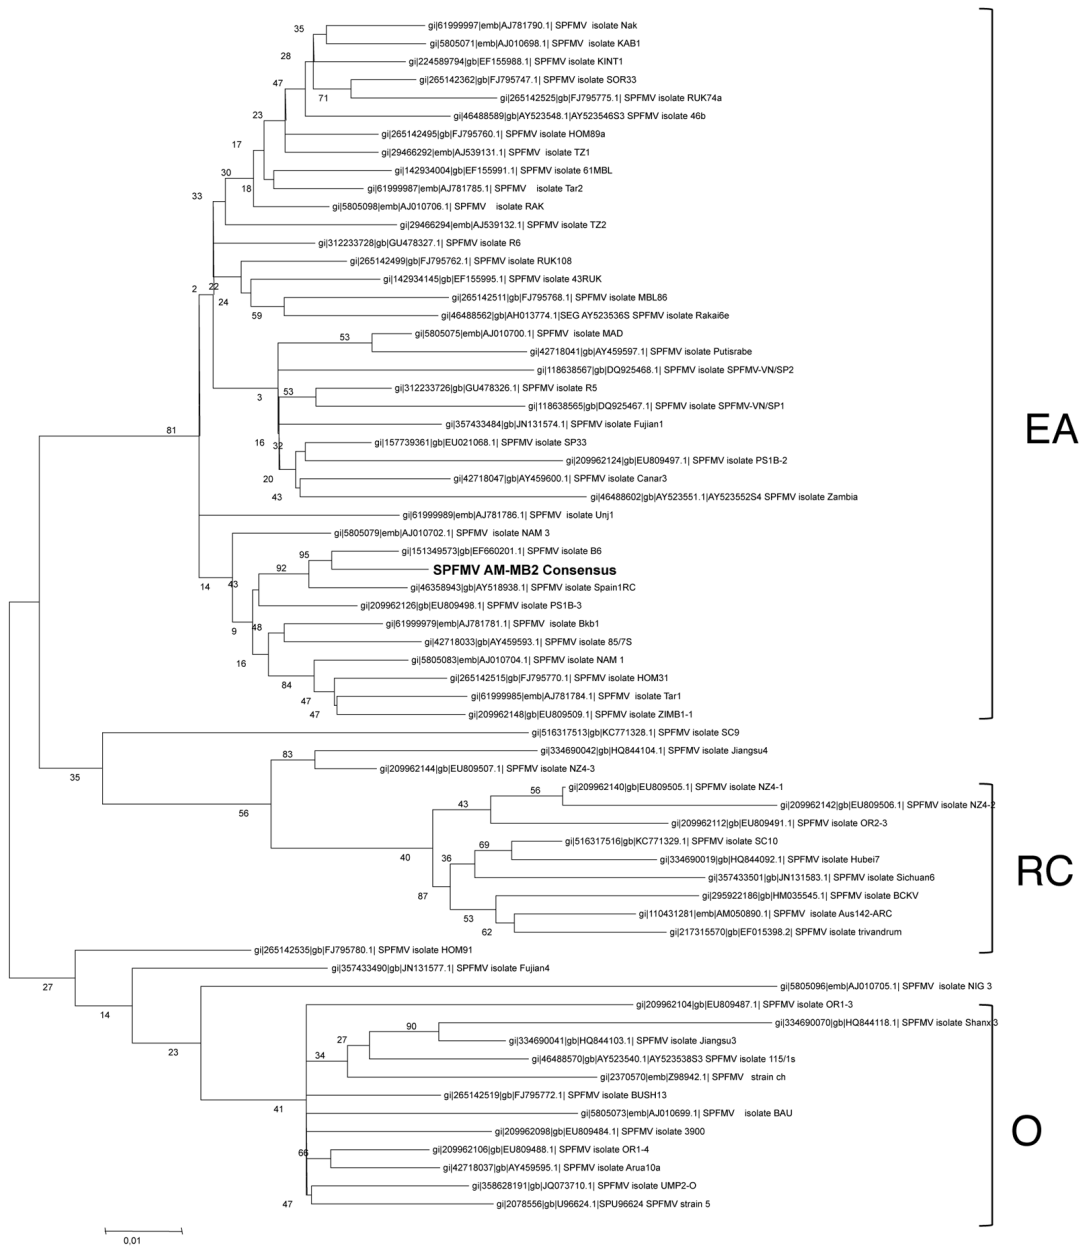 35
gi|61999997|emb|AJ781790.1| SPFMV isolate Nak
gi|5805071|emb|AJ010698.1| SPFMV isolate KAB1
28
gi|224589794|gb|EF155988.1| SPFMV isolate KINT1
47
gi|265142362|gb|FJ795747.1| SPFMV isolate SOR33
71
gi|265142525|gb|FJ795775.1| SPFMV isolate RUK74a
23
gi|46488589|gb|AY523548.1|AY523546S3 SPFMV isolate 46b
gi|265142495|gb|FJ795760.1| SPFMV isolate HOM89a
17
gi|29466292|emb|AJ539131.1| SPFMV isolate TZ1
30
gi|142934004|gb|EF155991.1| SPFMV isolate 61MBL
18
gi|61999987|emb|AJ781785.1| SPFMV isolate Tar2
33
gi|5805098|emb|AJ010706.1| SPFMV isolate RAK
gi|29466294|emb|AJ539132.1| SPFMV isolate TZ2
gi|312233728|gb|GU478327.1| SPFMV isolate R6
gi|265142499|gb|FJ795762.1| SPFMV isolate RUK108
gi|142934145|gb|EF155995.1| SPFMV isolate 43RUK
2
22
24
gi|265142511|gb|FJ795768.1| SPFMV isolate MBL86
59
gi|46488562|gb|AH013774.1|SEG AY523536S SPFMV isolate Rakai6e
53
gi|5805075|emb|AJ010700.1| SPFMV isolate MAD
gi|42718041|gb|AY459597.1| SPFMV isolate Putisrabe
gi|118638567|gb|DQ925468.1| SPFMV isolate SPFMV-VN/SP2
3
53
gi|312233726|gb|GU478326.1| SPFMV isolate R5
gi|118638565|gb|DQ925467.1| SPFMV isolate SPFMV-VN/SP1
81
gi|357433484|gb|JN131574.1| SPFMV isolate Fujian1
EA
16
32
gi|157739361|gb|EU021068.1| SPFMV isolate SP33
gi|209962124|gb|EU809497.1| SPFMV isolate PS1B-2
20
gi|42718047|gb|AY459600.1| SPFMV isolate Canar3
43
gi|46488602|gb|AY523551.1|AY523552S4 SPFMV isolate Zambia
gi|61999989|emb|AJ781786.1| SPFMV isolate Unj1
gi|5805079|emb|AJ010702.1| SPFMV isolate NAM 3
95
gi|151349573|gb|EF660201.1| SPFMV isolate B6
92
SPFMV AM-MB2 Consensus
14
43
gi|46358943|gb|AY518938.1| SPFMV isolate Spain1RC
gi|209962126|gb|EU809498.1| SPFMV isolate PS1B-3
9
48
gi|61999979|emb|AJ781781.1| SPFMV isolate Bkb1
gi|42718033|gb|AY459593.1| SPFMV isolate 85/7S
16
gi|5805083|emb|AJ010704.1| SPFMV isolate NAM 1
84
gi|265142515|gb|FJ795770.1| SPFMV isolate HOM31
47
gi|61999985|emb|AJ781784.1| SPFMV isolate Tar1
47
gi|209962148|gb|EU809509.1| SPFMV isolate ZIMB1-1
gi|516317513|gb|KC771328.1| SPFMV isolate SC9
83
gi|334690042|gb|HQ844104.1| SPFMV isolate Jiangsu4
35
gi|209962144|gb|EU809507.1| SPFMV isolate NZ4-3
56
gi|209962140|gb|EU809505.1| SPFMV isolate NZ4-1
56
43
gi|209962142|gb|EU809506.1| SPFMV isolate NZ4-2
gi|209962112|gb|EU809491.1| SPFMV isolate OR2-3
69
gi|516317516|gb|KC771329.1| SPFMV isolate SC10
40
36
gi|334690019|gb|HQ844092.1| SPFMV isolate Hubei7
RC
gi|357433501|gb|JN131583.1| SPFMV isolate Sichuan6
87
gi|295922186|gb|HM035545.1| SPFMV isolate BCKV
53
gi|110431281|emb|AM050890.1| SPFMV isolate Aus142-ARC
62
gi|217315570|gb|EF015398.2| SPFMV isolate trivandrum
gi|265142535|gb|FJ795780.1| SPFMV isolate HOM91
27
gi|357433490|gb|JN131577.1| SPFMV isolate Fujian4
gi|5805096|emb|AJ010705.1| SPFMV isolate NIG 3
14
gi|209962104|gb|EU809487.1| SPFMV isolate OR1-3
90
gi|334690070|gb|HQ844118.1| SPFMV isolate Shanxi3
27
gi|334690041|gb|HQ844103.1| SPFMV isolate Jiangsu3
23
34
gi|46488570|gb|AY523540.1|AY523538S3 SPFMV isolate 115/1s
gi|2370570|emb|Z98942.1| SPFMV strain ch
gi|265142519|gb|FJ795772.1| SPFMV isolate BUSH13
41
gi|5805073|emb|AJ010699.1| SPFMV isolate BAU
gi|209962098|gb|EU809484.1| SPFMV isolate 3900
O
66
gi|209962106|gb|EU809488.1| SPFMV isolate OR1-4
gi|42718037|gb|AY459595.1| SPFMV isolate Arua10a
gi|358628191|gb|JQ073710.1| SPFMV isolate UMP2-O
47
gi|2078556|gb|U96624.1|SPU96624 SPFMV strain 5
0,01